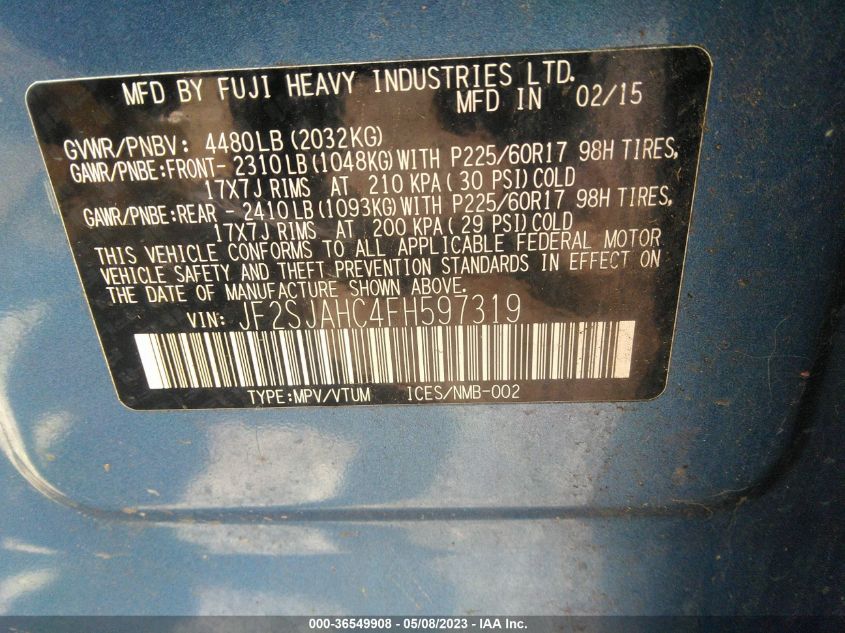 MFD BY FUJI HEAVY INDUSTRIES LTD.
MFD IN 02/15
GVWR/PNBV: 4480LB (2032KG)
GAWR/PNBE:FRONT- 2310LB (1048KG) WITH P225/60R17 98H TIRES,
17X7J RIMS AT 210 KPA( 30 PSI) COLD
GAWR/PNBE:REAR - 2410LB (1093KG) WITH P225/60R17 98H TIRES,
17X7J RIMS AT 200 KPA( 29 PSI) COLD
THIS VEHICLE CONFORMS TO ALL APPLICABLE FEDERAL MOTOR
VEHICLE SAFETY AND THEFT PREVENTION STANDARDS IN EFFECT ON
THE DATE OF MANUFACTURE SHOWN ABOVE.
VIN: JF2SJAHC4FH597319
TYPE:MPV/VTUM ICES/NMB-002
000-36549908 - 05/08/2023 - IAA Inc.